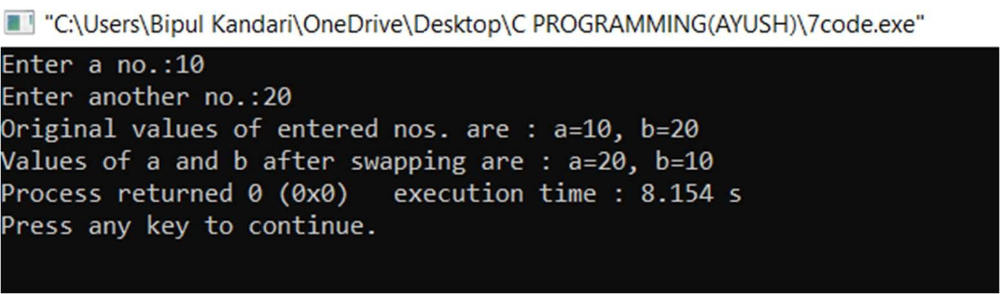 "C:\Users\Bipul Kandari\OneDrive\Desktop\C PROGRAMMING(AYUSH)\7code.exe"
Enter a no.:10
Enter another no.:20
Original values of entered nos. are : a=10, b=20
Values of a and b after swapping are : a=20, b=10
Process returned 0 (0x0)   execution time : 8.154 s
Press any key to continue.